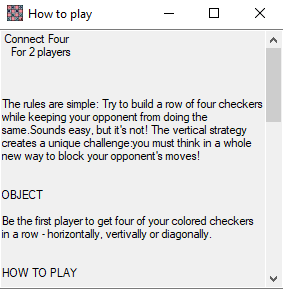 How to play
Connect Four
For 2 players
The rules are simple: Try to build a row of four checkers
while keeping your opponent from doing the
same.Sounds easy, but it's not! The vertical strategy
creates a unique challenge:you must think in a whole
new way to block your opponent's moves!
OBJECT
Be the first player to get four of your colored checkers
in a row - horizontally, vertivally or diagonally.
HOW TO PLAY